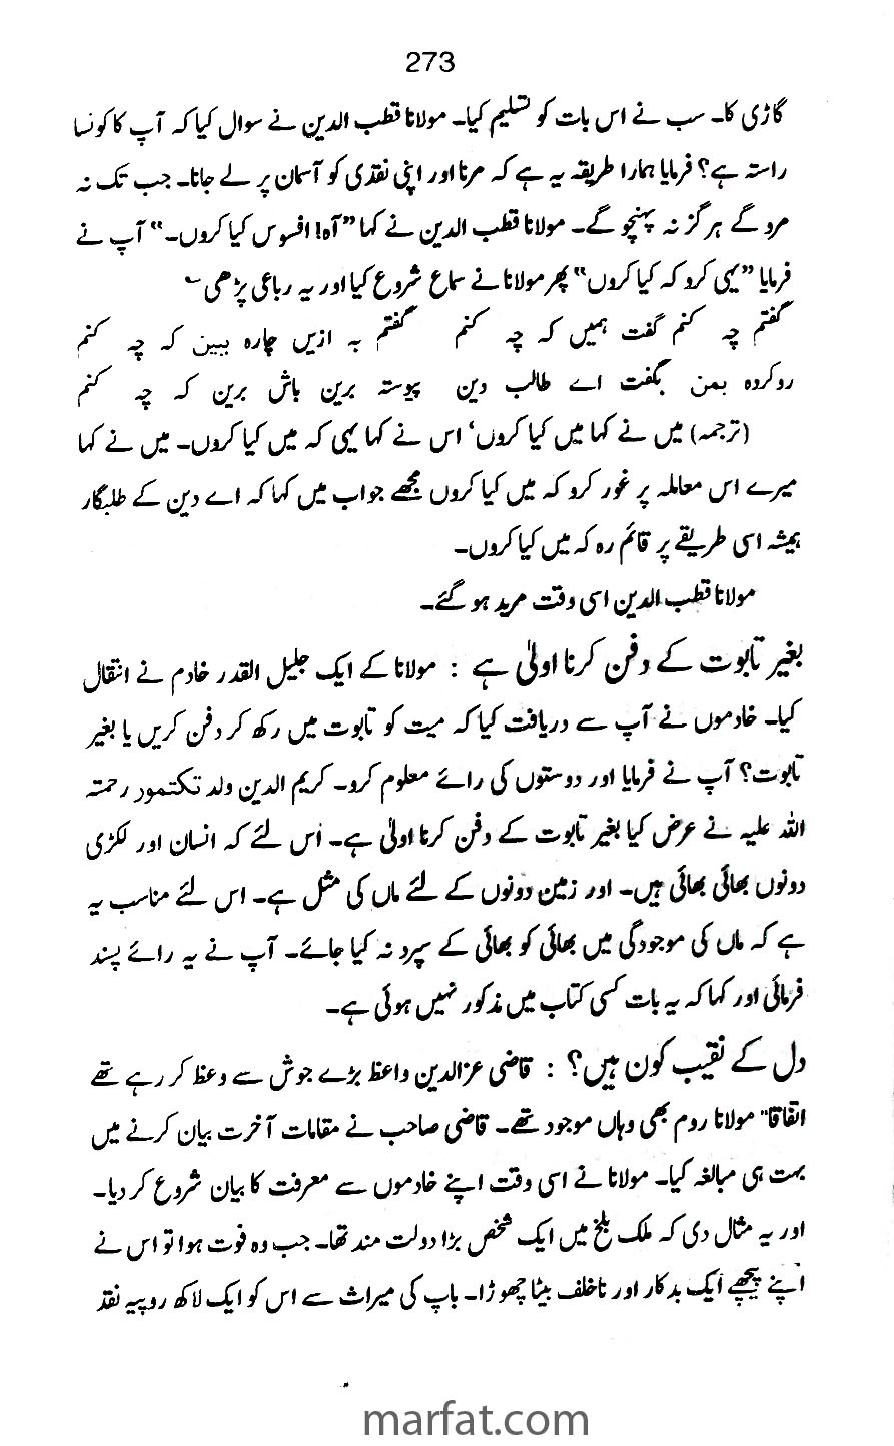 273
گاڑی کا۔ سب نے اس بات کو تسلیم کیا۔ مولانا قطب الدین نے سوال کیا کہ آپ کا کونسا
راستہ ہے؟ فرمایا ہمارا طریقہ یہ ہے کہ مرنا اور اپنی نقدی کو آسمان پر لے جانا۔ جب تک نہ
مرو گے ہرگز نہ پہنچو گے۔ مولانا قطب الدین نے کہا ”آہ! افسوس کیا کروں۔“ آپ نے
فرمایا ”یہی کرو کہ کیا کروں“ پھر مولانا نے سماع شروع کیا اور یہ رباعی پڑھی ؎
گفتم چہ کنم گفت ہمیں کہ چہ کنم گفتم بہ ازیں چارہ ببین کہ چہ کنم
رو کردہ بمن بگفت اے طالب دین پیوستہ برین باش برین کہ چہ کنم
(ترجمہ) میں نے کہا میں کیا کروں، اس نے کہا یہی کہ میں کیا کروں۔ میں نے کہا
میرے اس معاملہ پر غور کرو کہ میں کیا کروں مجھے جواب میں کہا کہ اے دین کے طلبگار
ہمیشہ اسی طریقے پر قائم رہ کہ میں کیا کروں۔
مولانا قطب الدین اسی وقت مرید ہو گئے۔
بغیر تابوت کے دفن کرنا اولیٰ ہے : مولانا کے ایک جلیل القدر خادم نے انتقال
کیا۔ خادموں نے آپ سے دریافت کیا کہ میت کو تابوت میں رکھ کر دفن کریں یا بغیر
تابوت؟ آپ نے فرمایا اور دوستوں کی رائے معلوم کرو۔ کریم الدین ولد تکتمور رحمتہ
اللہ علیہ نے عرض کیا بغیر تابوت کے دفن کرنا اولیٰ ہے۔ اس لئے کہ انسان اور لکڑی
دونوں بھائی بھائی ہیں۔ اور زمین دونوں کے لئے ماں کی مثل ہے۔ اس لئے مناسب یہ
ہے کہ ماں کی موجودگی میں بھائی کو بھائی کے سپرد نہ کیا جائے۔ آپ نے یہ رائے پسند
فرمائی اور کہا کہ یہ بات کسی کتاب میں مذکور نہیں ہوئی ہے۔
دل کے نقیب کون ہیں؟ : قاضی عزالدین واعظ بڑے جوش سے وعظ کر رہے تھے
اتفاقا" مولانا روم بھی وہاں موجود تھے۔ قاضی صاحب نے مقامات آخرت بیان کرنے میں
بہت ہی مبالغہ کیا۔ مولانا نے اسی وقت اپنے خادموں سے معرفت کا بیان شروع کر دیا۔
اور یہ مثال دی کہ ملک بلخ میں ایک شخص بڑا دولت مند تھا۔ جب وہ فوت ہوا تو اس نے
اپنے پیچھے ایک بدکار اور ناخلف بیٹا چھوڑا۔ باپ کی میراث سے اس کو ایک لاکھ روپیہ نقد
marfat.com